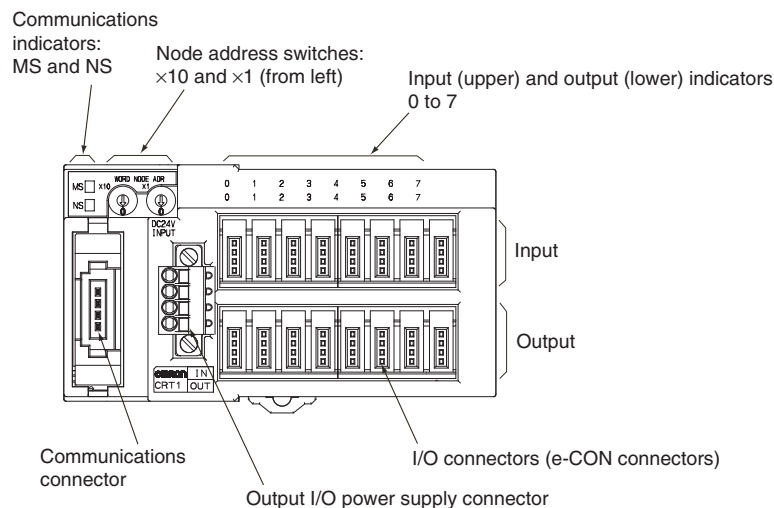 Communications
indicators:
MS and NS
Node address switches:
×10 and ×1 (from left)
Input (upper) and output (lower) indicators
0 to 7
MS
NS
WORD NODE ADR
x10 x1
0 0
0 1 2 3 4 5 6 7
0 1 2 3 4 5 6 7
DC24V
INPUT
Input
Output
OMRON IN
CRT1 OUT
Communications
connector
I/O connectors (e-CON connectors)
Output I/O power supply connector